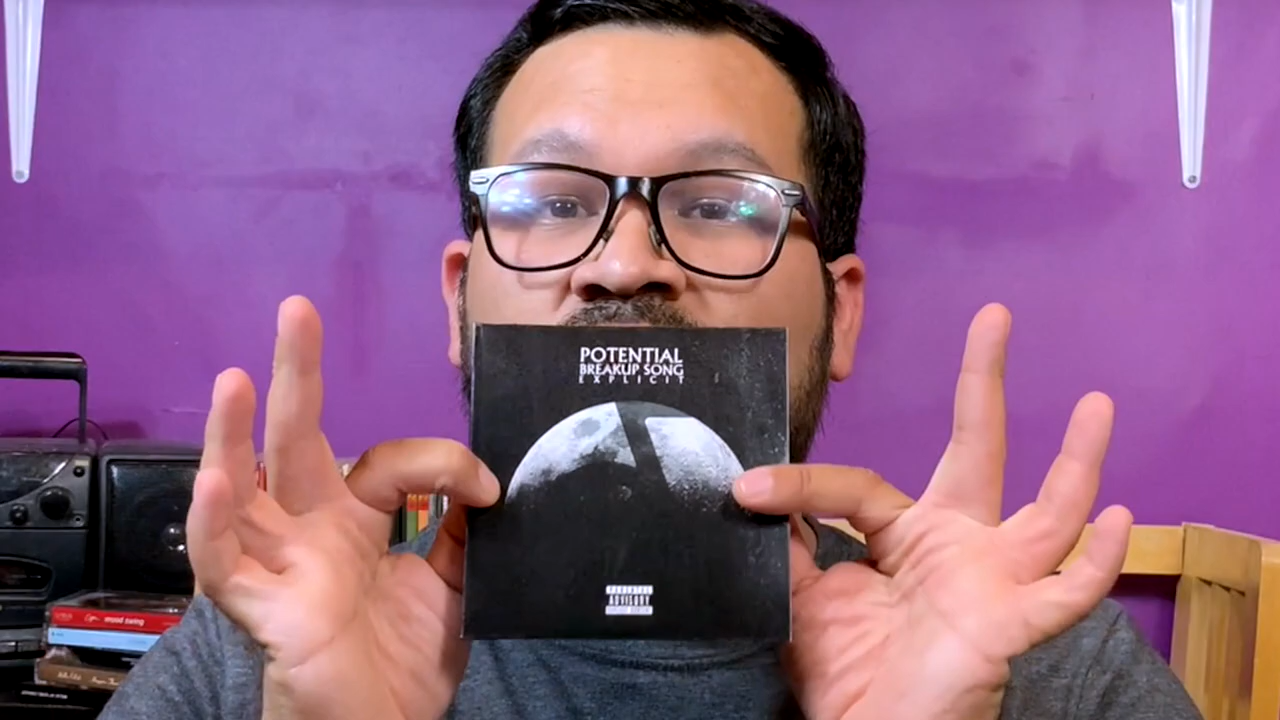 POTENTIAL
BREAKUP SONG
EXPLICIT
PARENTAL
ADVISORY
mood swing